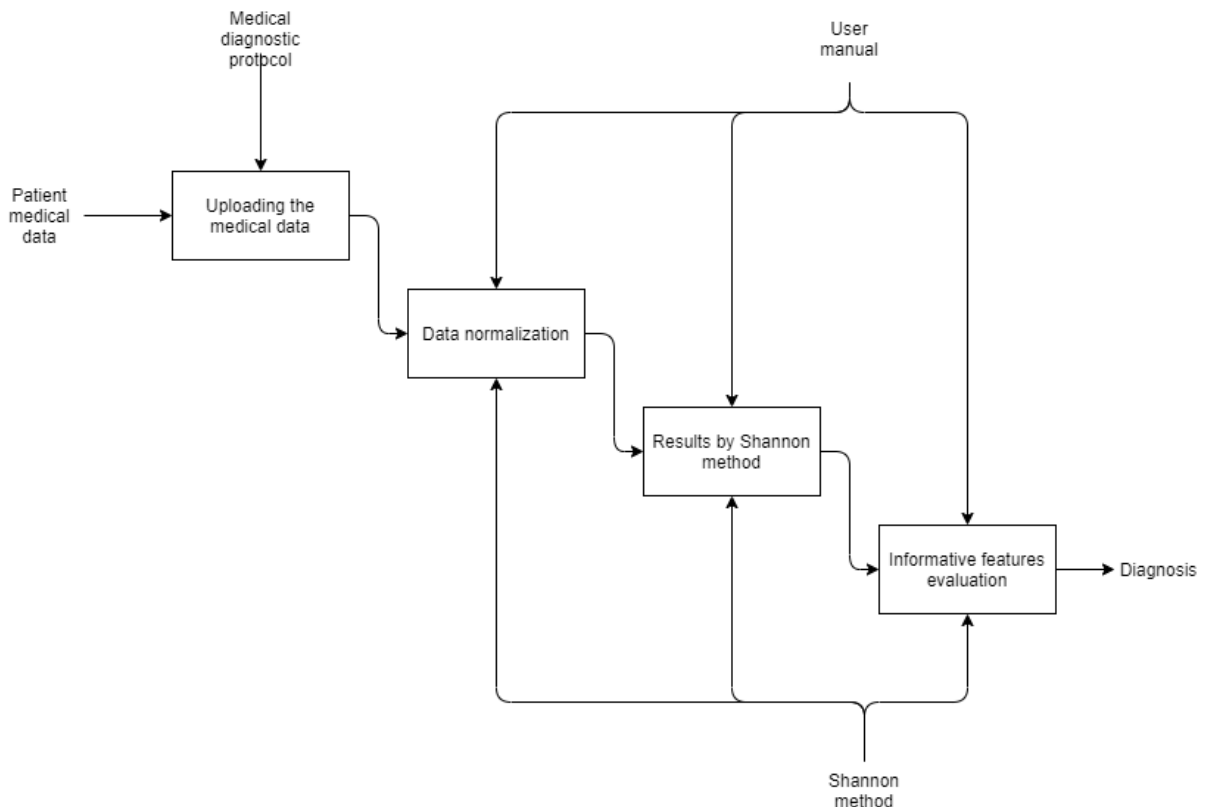 Medical
diagnostic
protocol
User
manual
Patient
medical
data
Uploading the
medical data
Data normalization
Results by Shannon
method
Informative features
evaluation
Diagnosis
Shannon
method